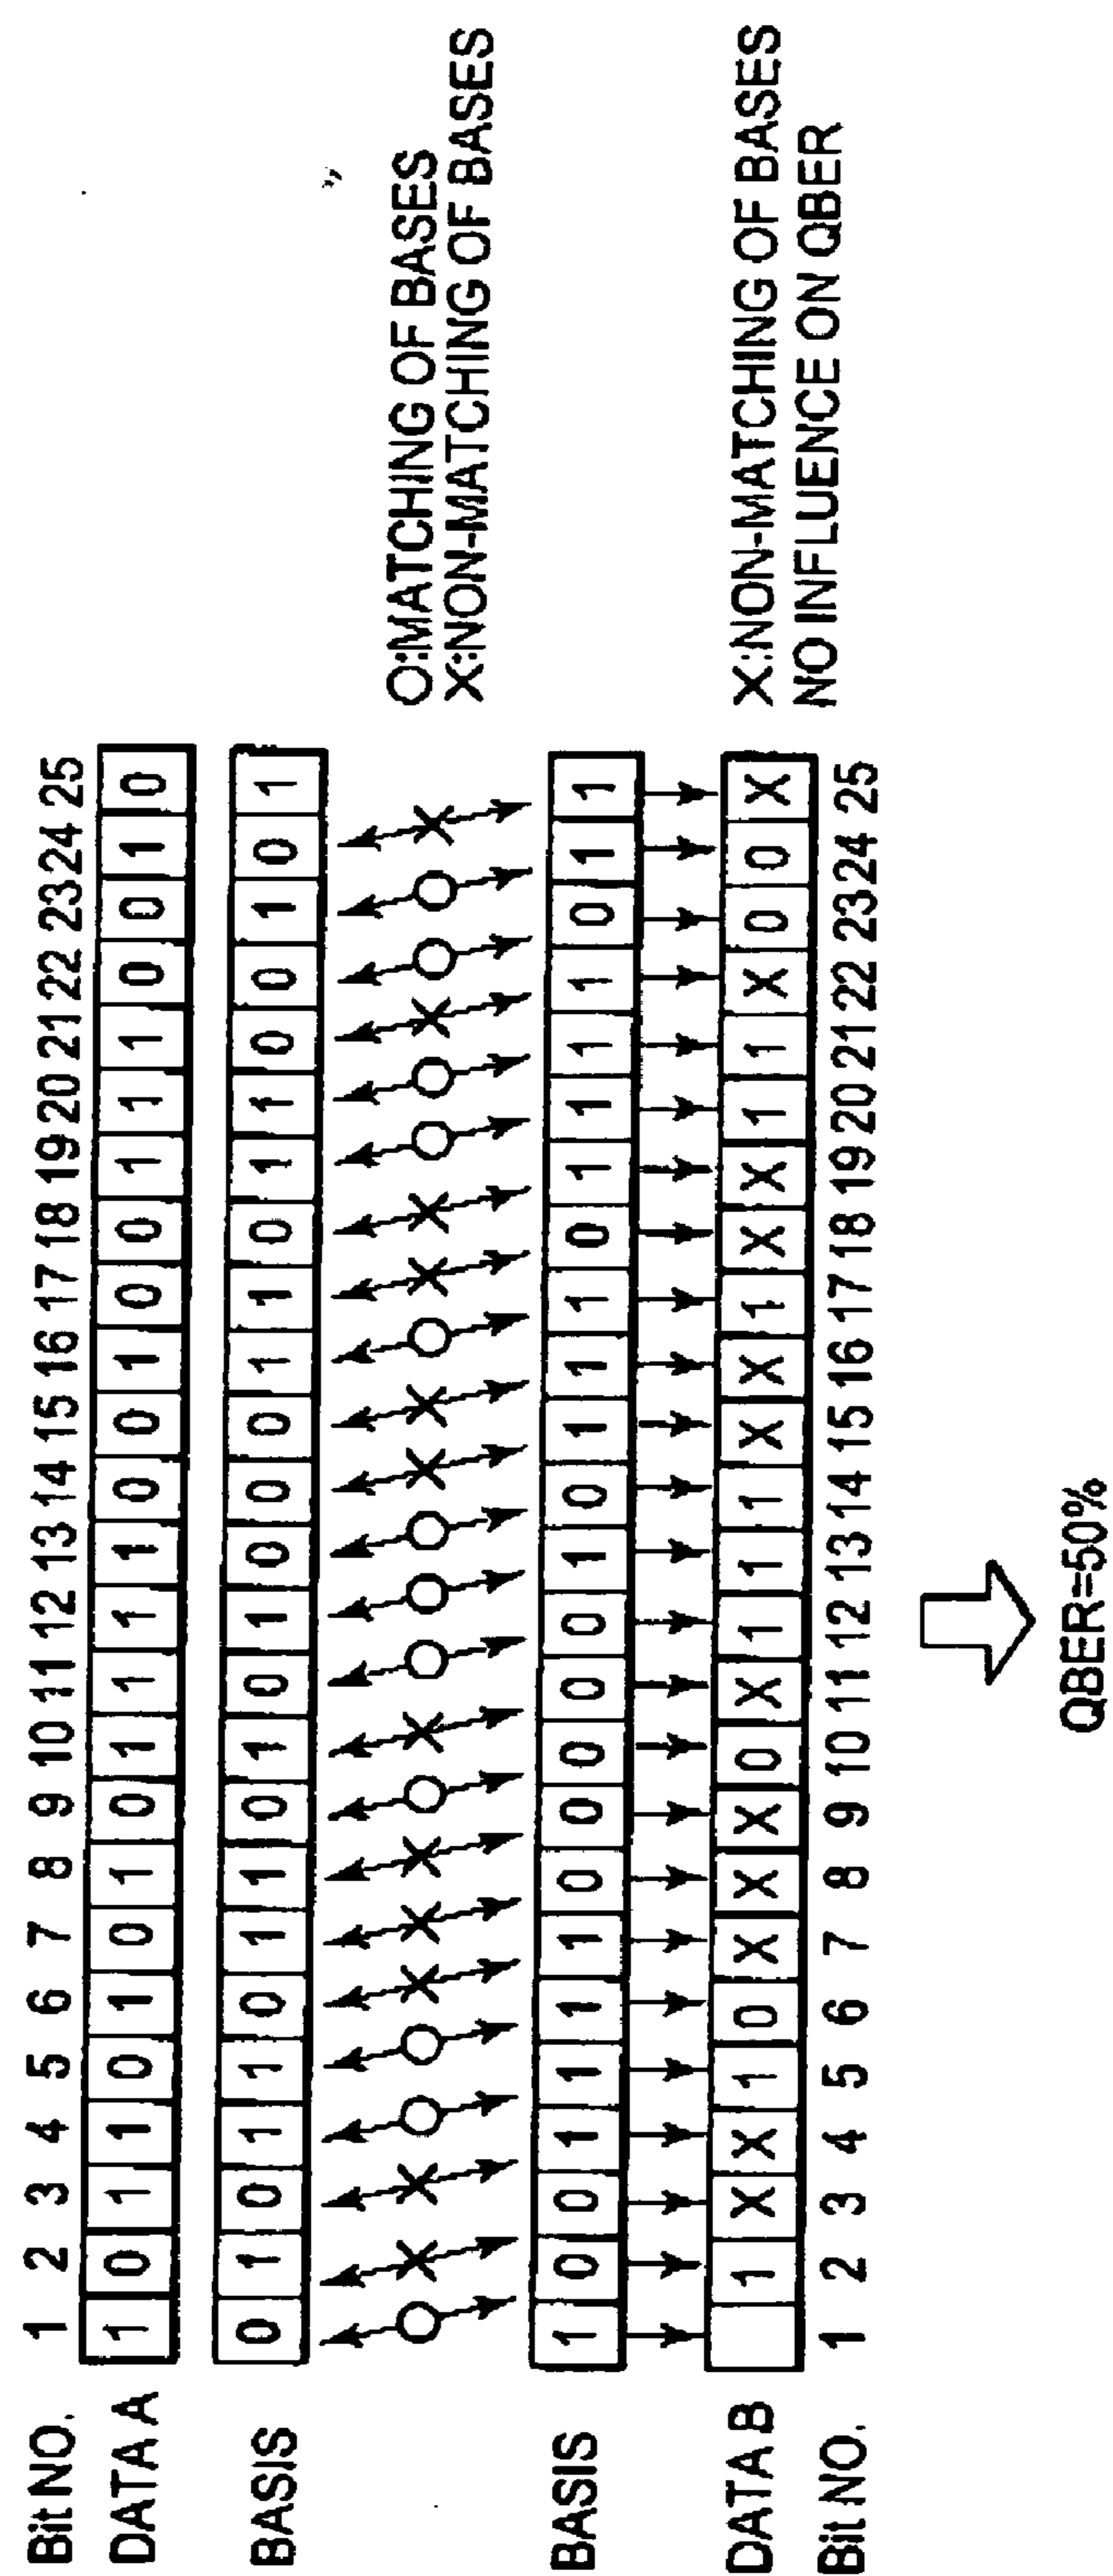 Bit NO. 1 2 3 4 5 6 7 8 9 10 11 12 13 14 15 16 17 18 19 20 21 22 23 24 25
DATA A 1 0 1 1 0 1 0 1 0 1 1 1 1 0 0 1 0 0 1 1 1 0 0 1 0
BASIS 0 1 0 1 1 0 1 1 0 1 0 1 0 0 0 1 1 0 1 1 0 0 1 0 1
O X X O O X X X O X O O O X X O X X O O X O O X
O:MATCHING OF BASES
X:NON-MATCHING OF BASES
BASIS 1 0 0 1 1 1 1 0 0 0 0 0 1 0 1 1 1 0 1 1 1 1 0 1 1
DATA B 1 X X 1 0 X X X 0 X 1 1 1 X X 1 X X 1 1 X 0 0 X
X:NON-MATCHING OF BASES
NO INFLUENCE ON QBER
Bit NO. 1 2 3 4 5 6 7 8 9 10 11 12 13 14 15 16 17 18 19 20 21 22 23 24 25
QBER=50%